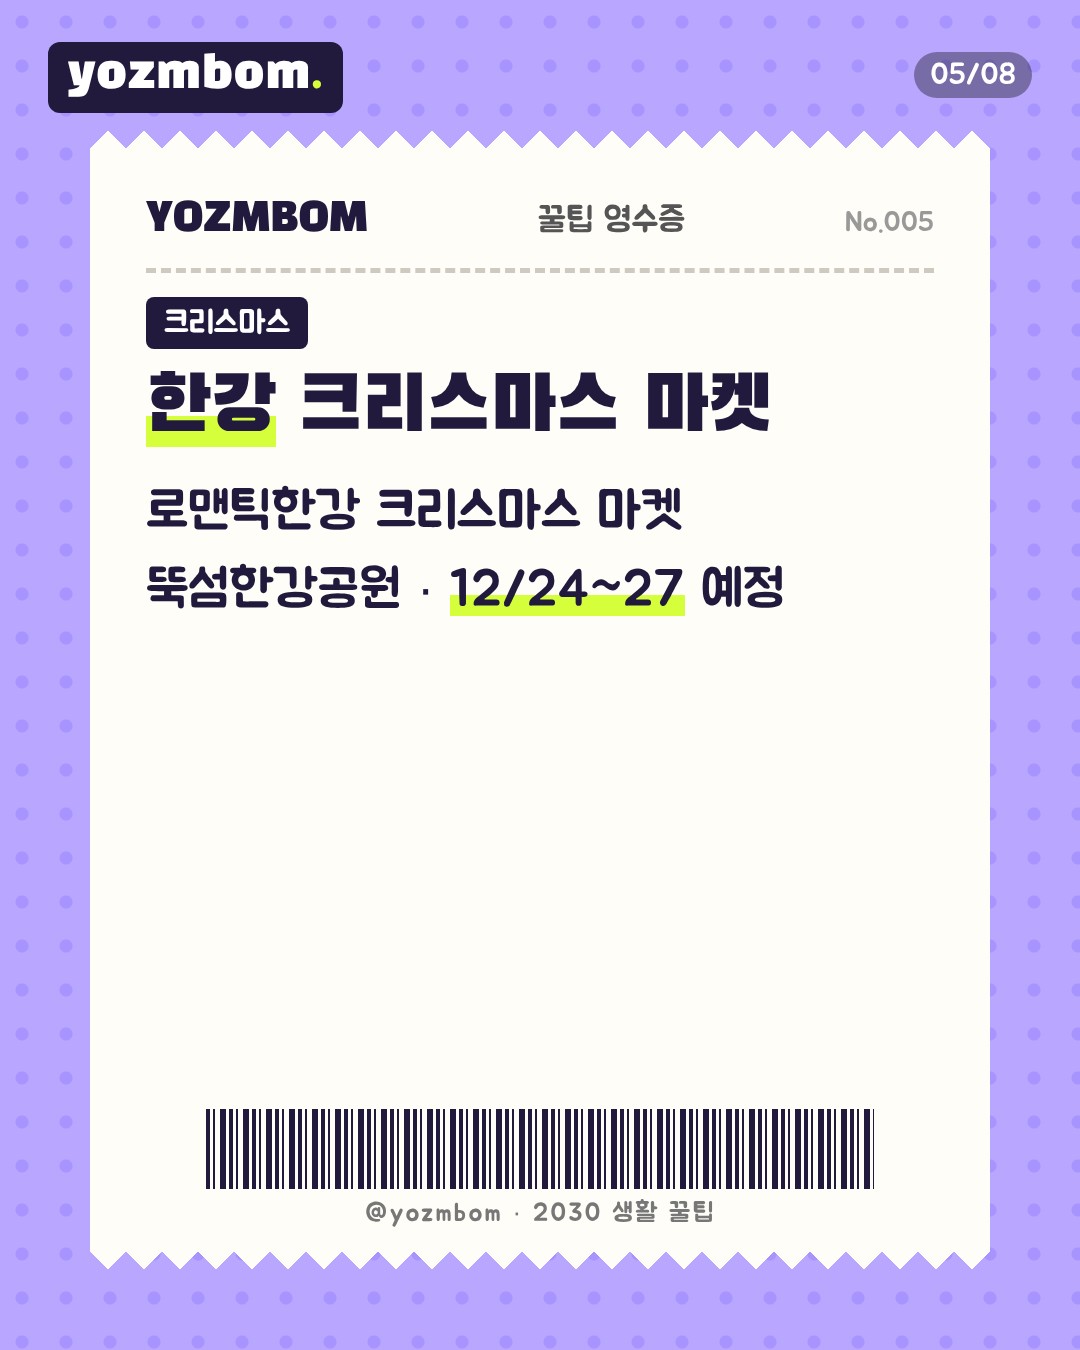 yozmbom.
05/08
YOZMBOM
꿀팁 영수증
No.005
크리스마스
한강 크리스마스 마켓
로맨틱한강 크리스마스 마켓
뚝섬한강공원 · 12/24~27 예정
@yozmbom · 2030 생활 꿀팁